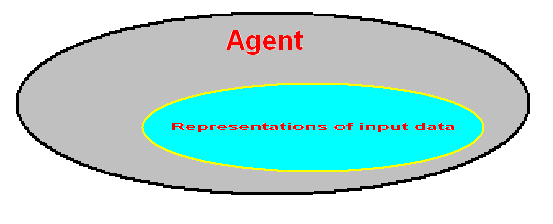 Agent
Representations of input data